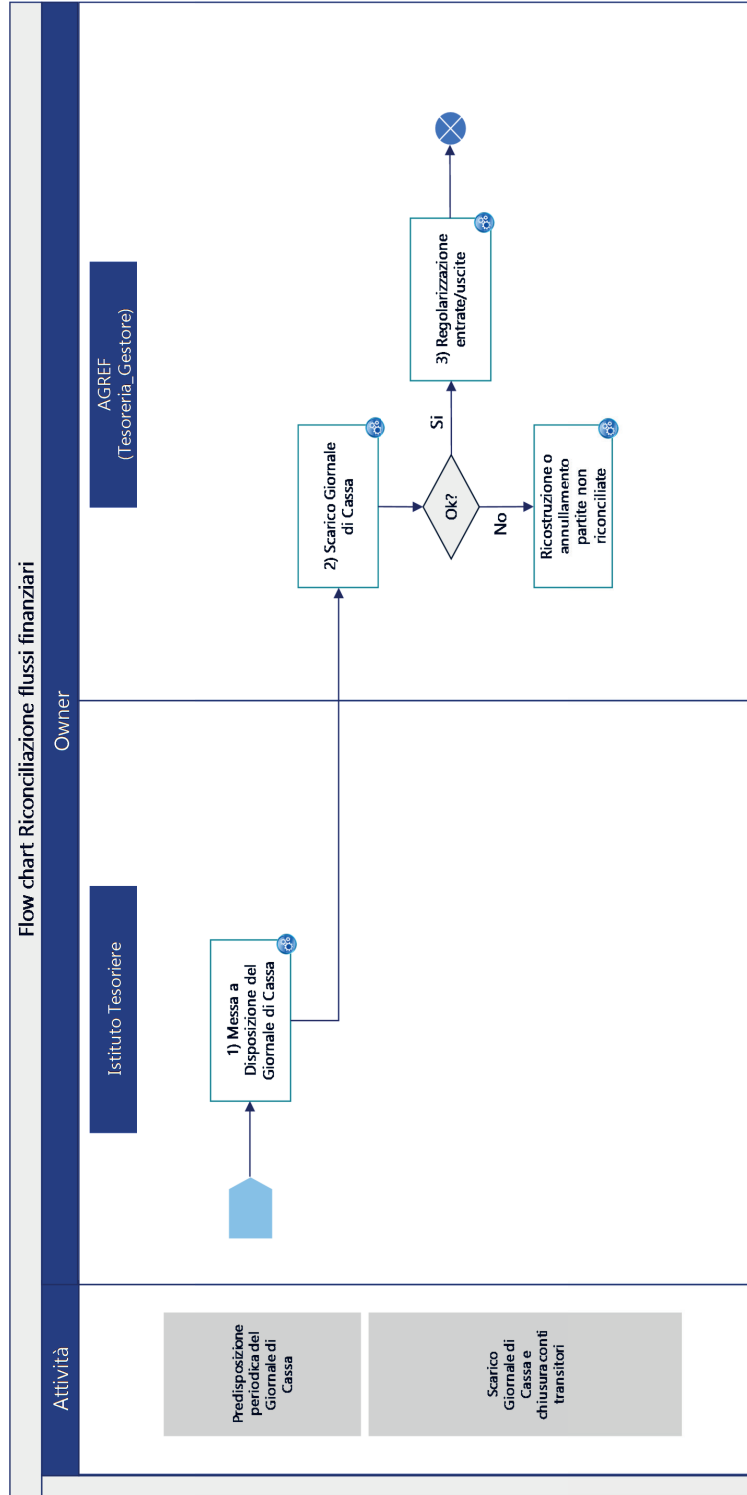 Flow chart Riconciliazione flussi finanziari
Attività
Owner
Istituto Tesoriere
AGREF
(Tesoreria_Gestore)
Predisposizione
periodica del
Giornale di
Cassa
1) Messa a
Disposizione del
Giornale di Cassa
Scarico
Giornale di
Cassa e
chiusura conti
transitori
2) Scarico Giornale
di Cassa
Ok?
Si
3) Regolarizzazione
entrate/uscite
No
Ricostruzione o
annullamento
partite non
riconciliate